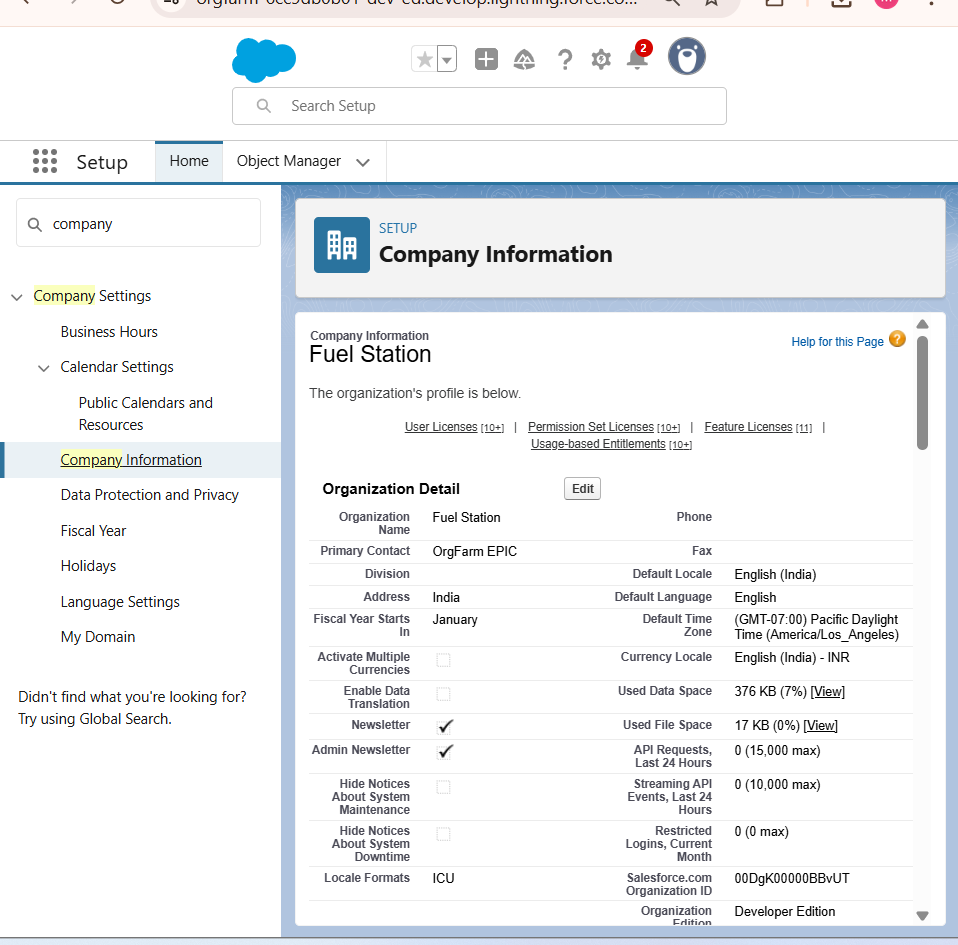 2
Search Setup
Setup
Home
Object Manager
company
Company Settings
Business Hours
Calendar Settings
Public Calendars and
Resources
Company Information
Data Protection and Privacy
Fiscal Year
Holidays
Language Settings
My Domain
Didn't find what you're looking for?
Try using Global Search.
SETUP
Company Information
Company Information
Fuel Station
Help for this Page ?
The organization's profile is below.
User Licenses [10+] | Permission Set Licenses [10+] | Feature Licenses [11] |
Usage-based Entitlements [10+]
Organization Detail
Edit
Organization
Name
Fuel Station
Phone
Primary Contact
OrgFarm EPIC
Fax
Division
Default Locale
English (India)
Address
India
Default Language
English
Fiscal Year Starts
In
January
Default Time
Zone
(GMT-07:00) Pacific Daylight
Time (America/Los_Angeles)
Activate Multiple
Currencies
Currency Locale
English (India) - INR
Enable Data
Translation
Used Data Space
376 KB (7%) [View]
Newsletter
Used File Space
17 KB (0%) [View]
Admin Newsletter
API Requests,
Last 24 Hours
0 (15,000 max)
Hide Notices
About System
Maintenance
Streaming API
Events, Last 24
Hours
0 (10,000 max)
Hide Notices
About System
Downtime
Restricted
Logins, Current
Month
0 (0 max)
Locale Formats
ICU
Salesforce.com
Organization ID
00DgK00000BBvUT
Organization
Edition
Developer Edition